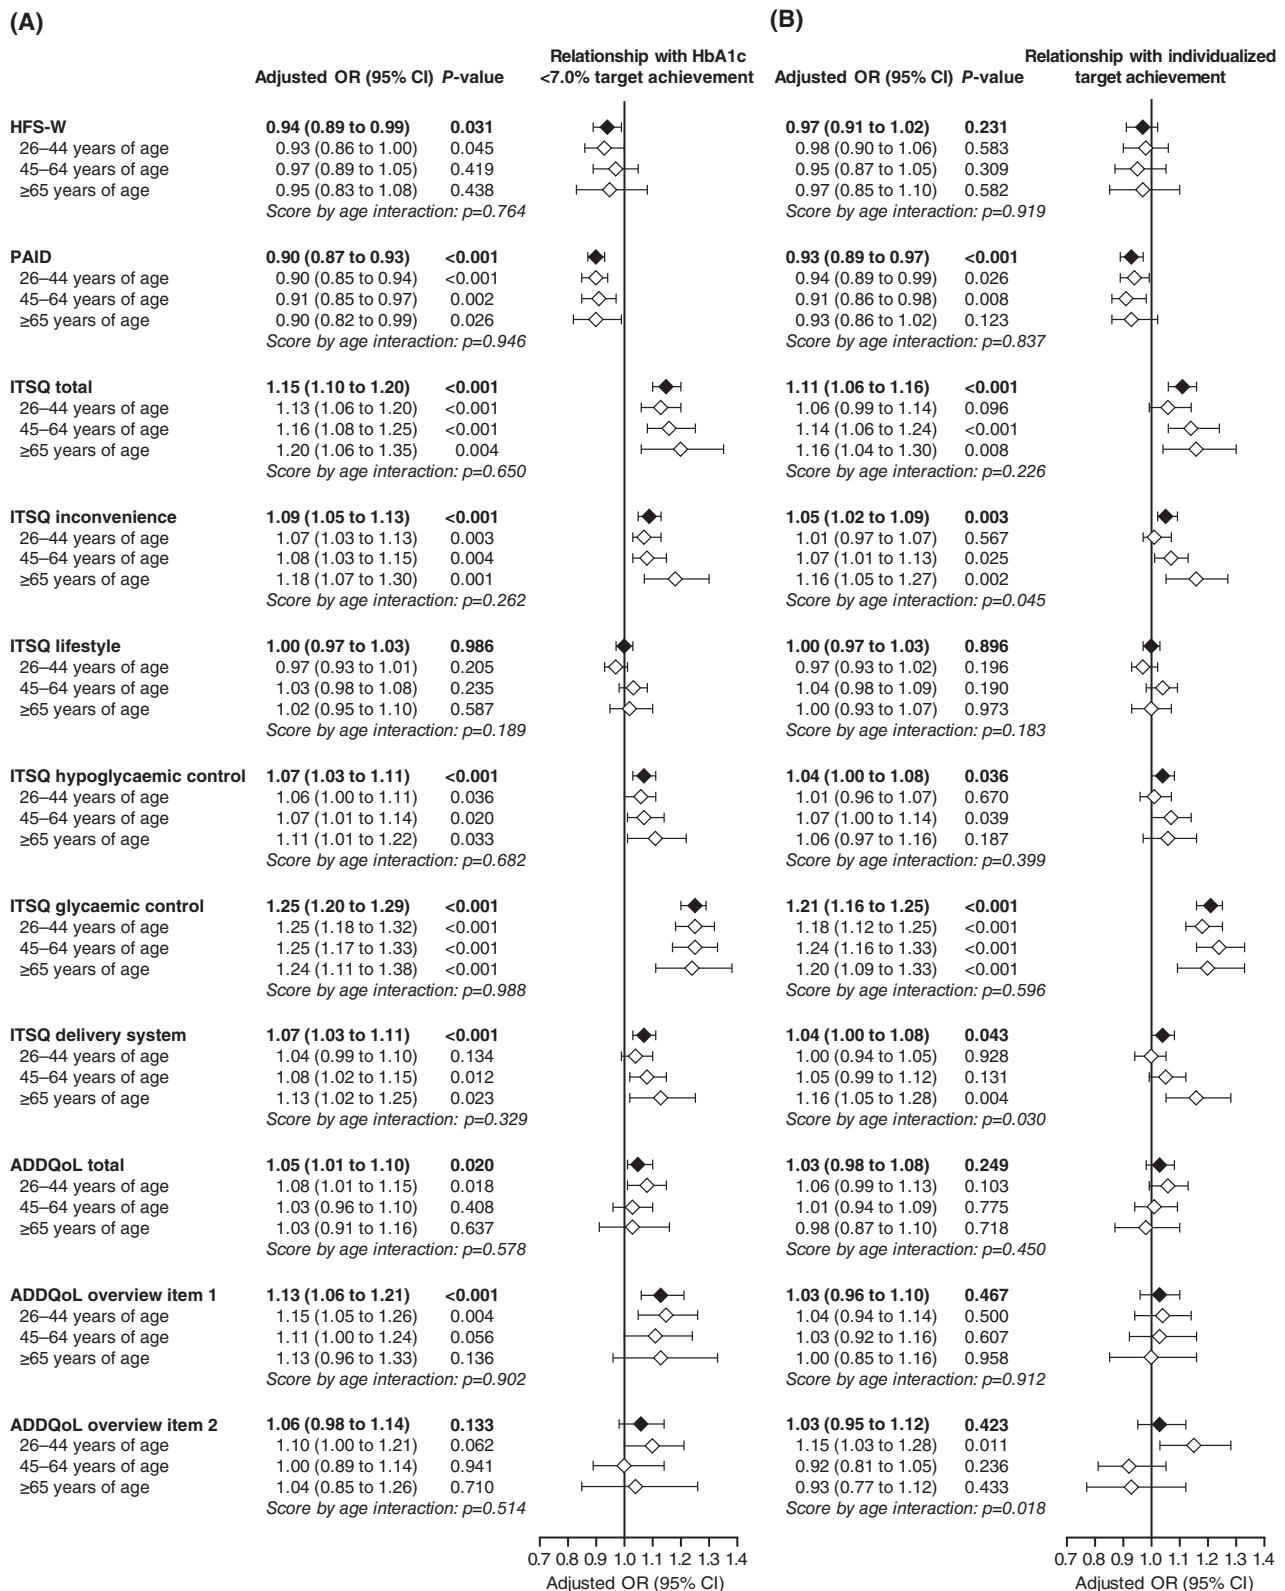 (A) (B)
Relationship with HbA1c Relationship with individualized
Adjusted OR (95% CI) P-value <7.0% target achievement Adjusted OR (95% CI) P-value target achievement
HFS-W 0.94 (0.89 to 0.99) 0.031 0.97 (0.91 to 1.02) 0.231
26–44 years of age 0.93 (0.86 to 1.00) 0.045 0.98 (0.90 to 1.06) 0.583
45–64 years of age 0.97 (0.89 to 1.05) 0.419 0.95 (0.87 to 1.05) 0.309
≥65 years of age 0.95 (0.83 to 1.08) 0.438 0.97 (0.85 to 1.10) 0.582
Score by age interaction: p=0.764 Score by age interaction: p=0.919
PAID 0.90 (0.87 to 0.93) <0.001 0.93 (0.89 to 0.97) <0.001
26–44 years of age 0.90 (0.85 to 0.94) <0.001 0.94 (0.89 to 0.99) 0.026
45–64 years of age 0.91 (0.85 to 0.97) 0.002 0.91 (0.86 to 0.98) 0.008
≥65 years of age 0.90 (0.82 to 0.99) 0.026 0.93 (0.86 to 1.02) 0.123
Score by age interaction: p=0.946 Score by age interaction: p=0.837
ITSQ total 1.15 (1.10 to 1.20) <0.001 1.11 (1.06 to 1.16) <0.001
26–44 years of age 1.13 (1.06 to 1.20) <0.001 1.06 (0.99 to 1.14) 0.096
45–64 years of age 1.16 (1.08 to 1.25) <0.001 1.14 (1.06 to 1.24) <0.001
≥65 years of age 1.20 (1.06 to 1.35) 0.004 1.16 (1.04 to 1.30) 0.008
Score by age interaction: p=0.650 Score by age interaction: p=0.226
ITSQ inconvenience 1.09 (1.05 to 1.13) <0.001 1.05 (1.02 to 1.09) 0.003
26–44 years of age 1.07 (1.03 to 1.13) 0.003 1.01 (0.97 to 1.07) 0.567
45–64 years of age 1.08 (1.03 to 1.15) 0.004 1.07 (1.01 to 1.13) 0.025
≥65 years of age 1.18 (1.07 to 1.30) 0.001 1.16 (1.05 to 1.27) 0.002
Score by age interaction: p=0.262 Score by age interaction: p=0.045
ITSQ lifestyle 1.00 (0.97 to 1.03) 0.986 1.00 (0.97 to 1.03) 0.896
26–44 years of age 0.97 (0.93 to 1.01) 0.205 0.97 (0.93 to 1.02) 0.196
45–64 years of age 1.03 (0.98 to 1.08) 0.235 1.04 (0.98 to 1.09) 0.190
≥65 years of age 1.02 (0.95 to 1.10) 0.587 1.00 (0.93 to 1.07) 0.973
Score by age interaction: p=0.189 Score by age interaction: p=0.183
ITSQ hypoglycaemic control 1.07 (1.03 to 1.11) <0.001 1.04 (1.00 to 1.08) 0.036
26–44 years of age 1.06 (1.00 to 1.11) 0.036 1.01 (0.96 to 1.07) 0.670
45–64 years of age 1.07 (1.01 to 1.14) 0.020 1.07 (1.00 to 1.14) 0.039
≥65 years of age 1.11 (1.01 to 1.22) 0.033 1.06 (0.97 to 1.16) 0.187
Score by age interaction: p=0.682 Score by age interaction: p=0.399
ITSQ glycaemic control 1.25 (1.20 to 1.29) <0.001 1.21 (1.16 to 1.25) <0.001
26–44 years of age 1.25 (1.18 to 1.32) <0.001 1.18 (1.12 to 1.25) <0.001
45–64 years of age 1.25 (1.17 to 1.33) <0.001 1.24 (1.16 to 1.33) <0.001
≥65 years of age 1.24 (1.11 to 1.38) <0.001 1.20 (1.09 to 1.33) <0.001
Score by age interaction: p=0.988 Score by age interaction: p=0.596
ITSQ delivery system 1.07 (1.03 to 1.11) <0.001 1.04 (1.00 to 1.08) 0.043
26–44 years of age 1.04 (0.99 to 1.10) 0.134 1.00 (0.94 to 1.05) 0.928
45–64 years of age 1.08 (1.02 to 1.15) 0.012 1.05 (0.99 to 1.12) 0.131
≥65 years of age 1.13 (1.02 to 1.25) 0.023 1.16 (1.05 to 1.28) 0.004
Score by age interaction: p=0.329 Score by age interaction: p=0.030
ADDQoL total 1.05 (1.01 to 1.10) 0.020 1.03 (0.98 to 1.08) 0.249
26–44 years of age 1.08 (1.01 to 1.15) 0.018 1.06 (0.99 to 1.13) 0.103
45–64 years of age 1.03 (0.96 to 1.10) 0.408 1.01 (0.94 to 1.09) 0.775
≥65 years of age 1.03 (0.91 to 1.16) 0.637 0.98 (0.87 to 1.10) 0.718
Score by age interaction: p=0.578 Score by age interaction: p=0.450
ADDQoL overview item 1 1.13 (1.06 to 1.21) <0.001 1.03 (0.96 to 1.10) 0.467
26–44 years of age 1.15 (1.05 to 1.26) 0.004 1.04 (0.94 to 1.14) 0.500
45–64 years of age 1.11 (1.00 to 1.24) 0.056 1.03 (0.92 to 1.16) 0.607
≥65 years of age 1.13 (0.96 to 1.33) 0.136 1.00 (0.85 to 1.16) 0.958
Score by age interaction: p=0.902 Score by age interaction: p=0.912
ADDQoL overview item 2 1.06 (0.98 to 1.14) 0.133 1.03 (0.95 to 1.12) 0.423
26–44 years of age 1.10 (1.00 to 1.21) 0.062 1.15 (1.03 to 1.28) 0.011
45–64 years of age 1.00 (0.89 to 1.14) 0.941 0.92 (0.81 to 1.05) 0.236
≥65 years of age 1.04 (0.85 to 1.26) 0.710 0.93 (0.77 to 1.12) 0.433
Score by age interaction: p=0.514 Score by age interaction: p=0.018
0.7 0.8 0.9 1.0 1.1 1.2 1.3 1.4 0.7 0.8 0.9 1.0 1.1 1.2 1.3 1.4
Adjusted OR (95% CI) Adjusted OR (95% CI)